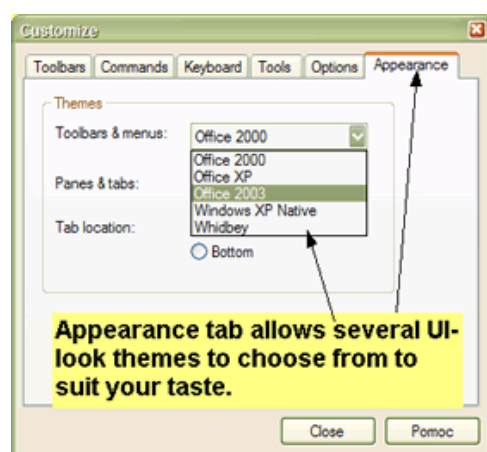 Customize
Toolbars Commands Keyboard Tools Options Appearance
Themes
Toolbars & menus: Office 2000
Office 2000
Office XP
Panes & tabs: Office 2003
Windows XP Native
Tab location: Whidbey
Bottom
Appearance tab allows several UI-
look themes to choose from to
suit your taste.
Close Pomoc